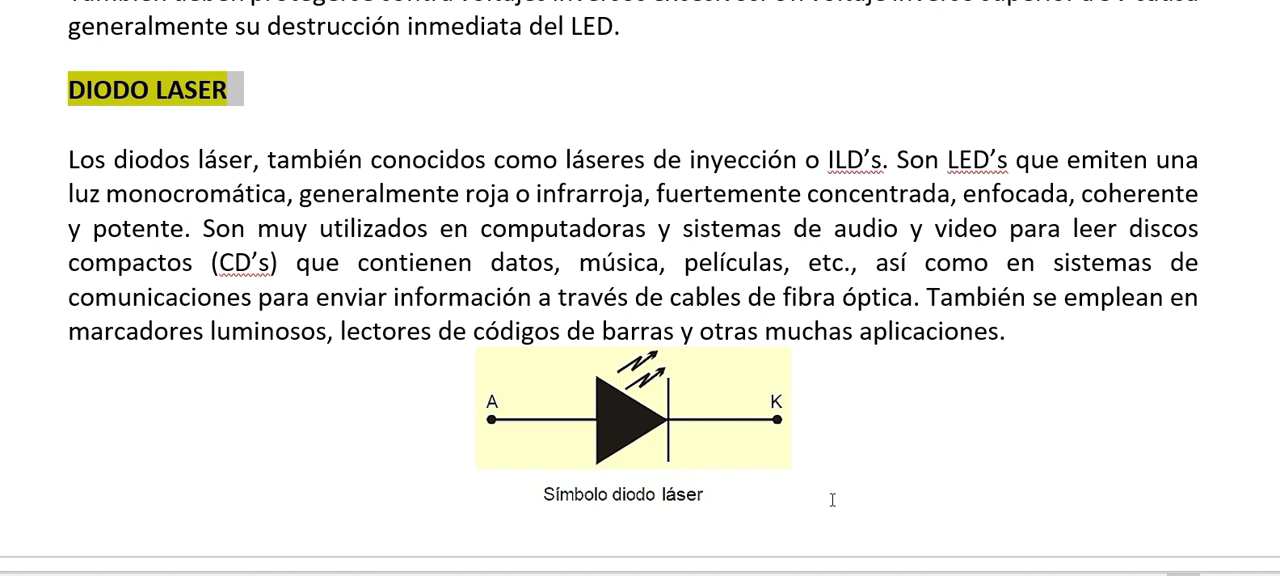 generalmente su destrucción inmediata del LED.
DIODO LASER
Los diodos láser, también conocidos como láseres de inyección o ILD's. Son LED's que emiten una
luz monocromática, generalmente roja o infrarroja, fuertemente concentrada, enfocada, coherente
y potente. Son muy utilizados en computadoras y sistemas de audio y video para leer discos
compactos (CD's) que contienen datos, música, películas, etc., así como en sistemas de
comunicaciones para enviar información a través de cables de fibra óptica. También se emplean en
marcadores luminosos, lectores de códigos de barras y otras muchas aplicaciones.
A K
Símbolo diodo láser